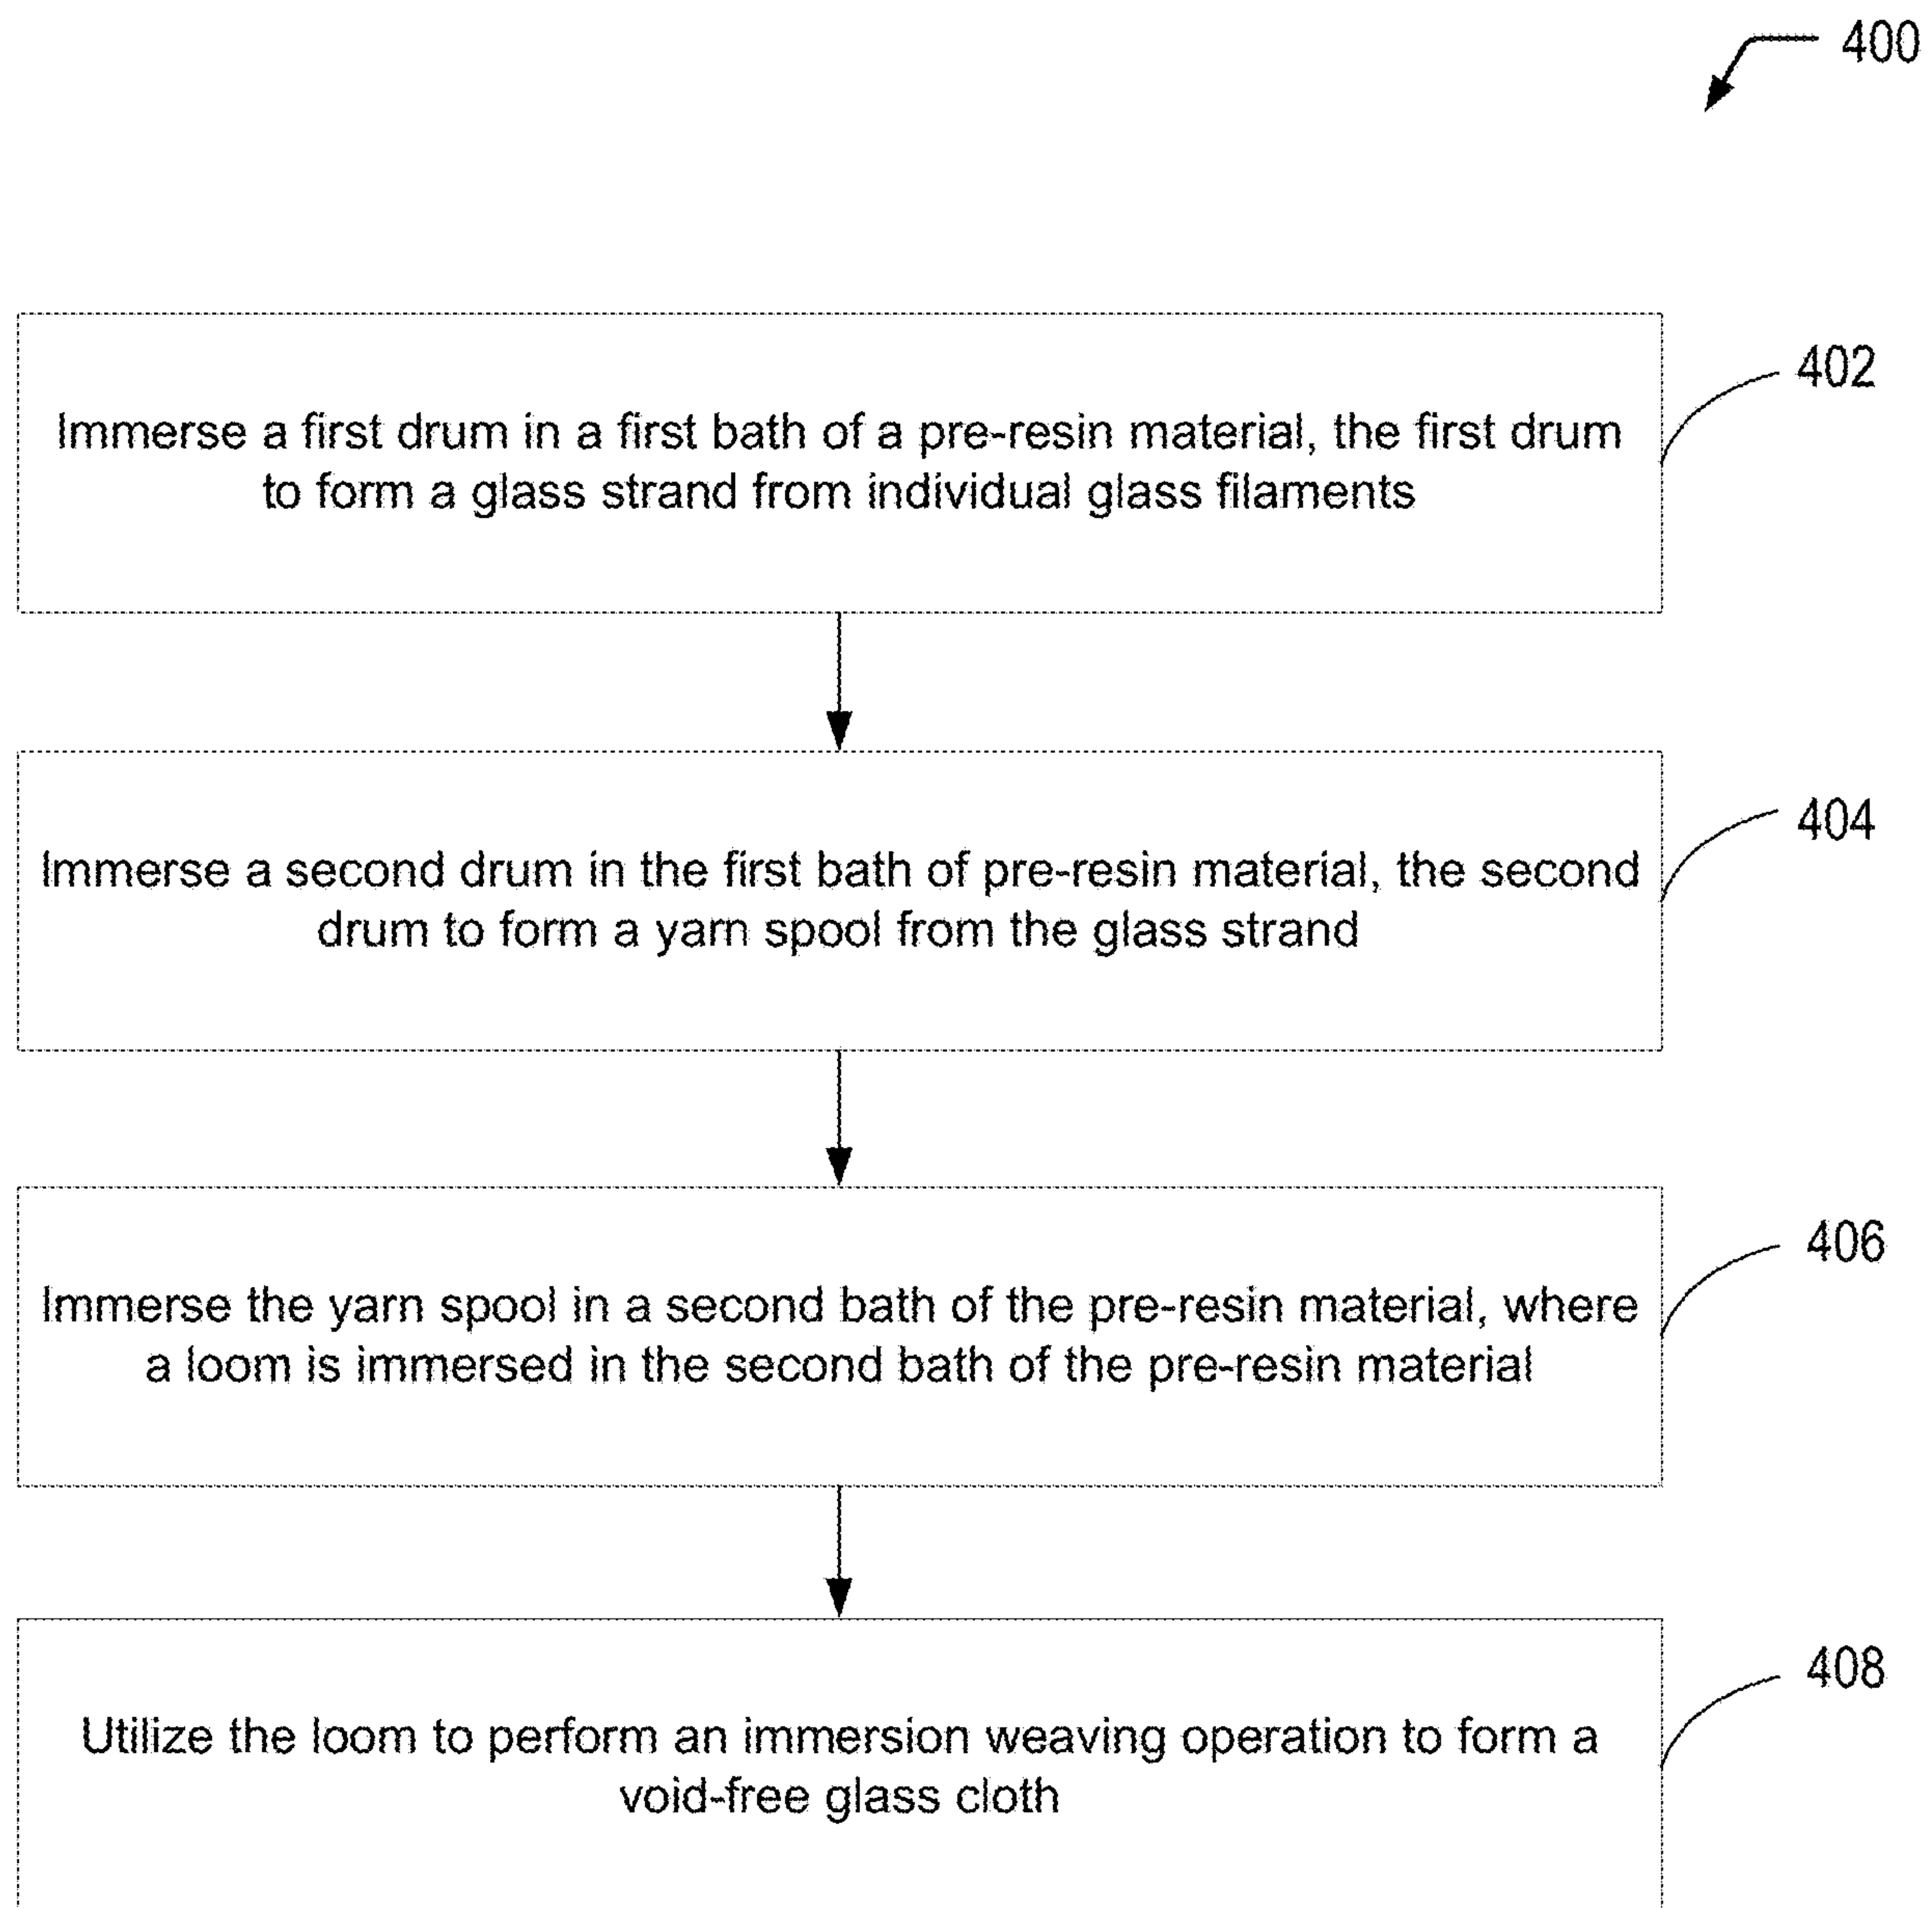 400
Immerse a first drum in a first bath of a pre-resin material, the first drum
to form a glass strand from individual glass filaments
402
Immerse a second drum in the first bath of pre-resin material, the second
drum to form a yarn spool from the glass strand
404
Immerse the yarn spool in a second bath of the pre-resin material, where
a loom is immersed in the second bath of the pre-resin material
406
Utilize the loom to perform an immersion weaving operation to form a
void-free glass cloth
408